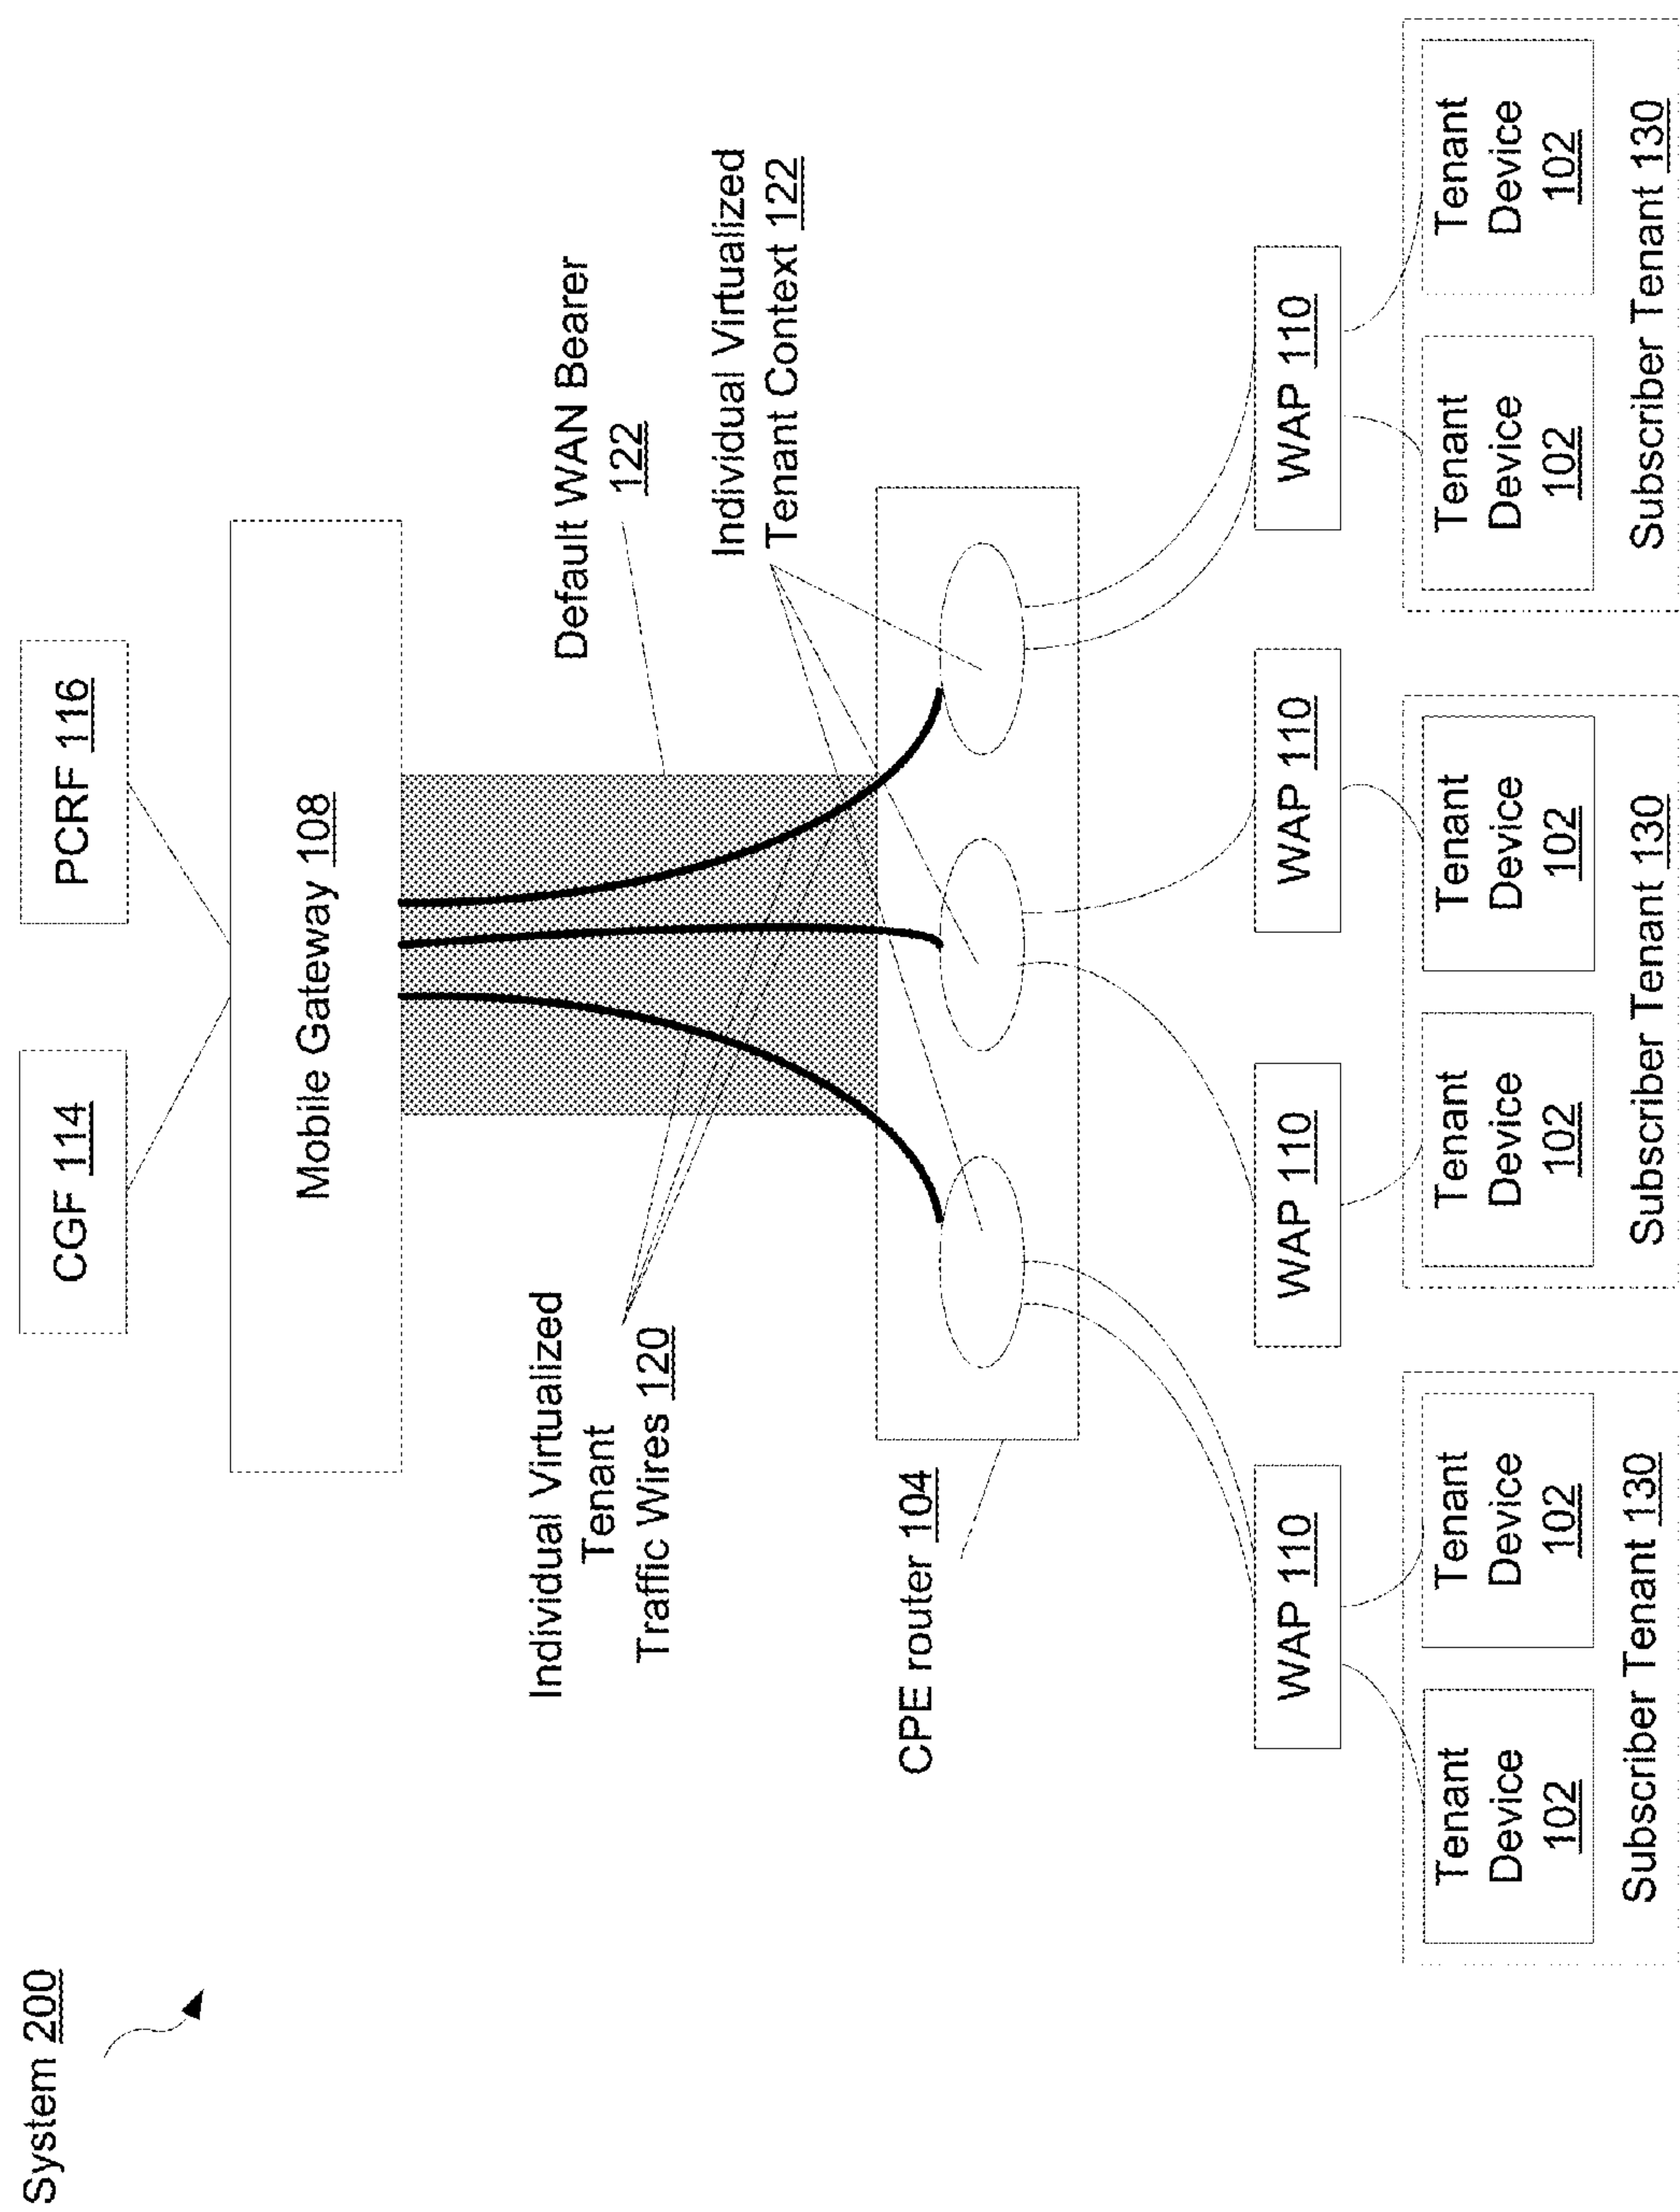 System 200
CGF 114
PCRF 116
Mobile Gateway 108
Individual Virtualized
Tenant
Traffic Wires 120
Default WAN Bearer
122
Individual Virtualized
Tenant Context 122
CPE router 104
WAP 110
WAP 110
WAP 110
WAP 110
Tenant
Device
102
Tenant
Device
102
Subscriber Tenant 130
Tenant
Device
102
Tenant
Device
102
Subscriber Tenant 130
Tenant
Device
102
Tenant
Device
102
Subscriber Tenant 130